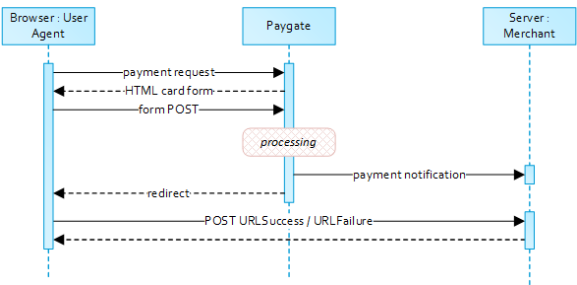 Browser : User
Agent
Paygate
Server :
Merchant
payment request
HTML card form
form POST
processing
payment notification
redirect
POST URLSuccess / URLFailure